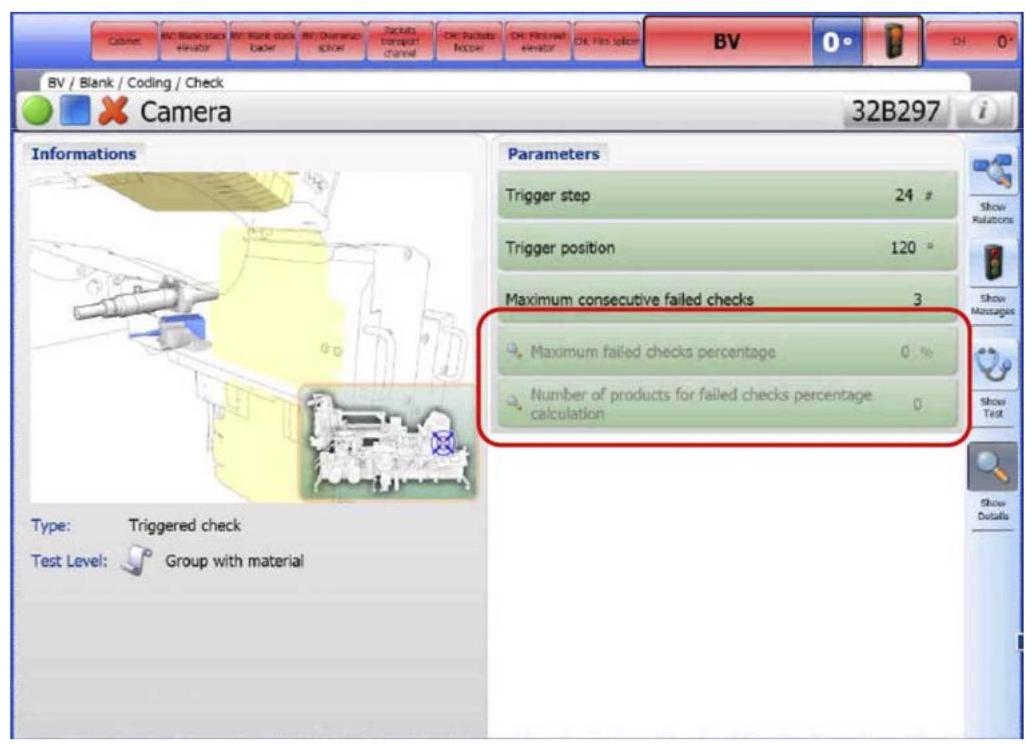 Cabinet
BV: Blank stack
elevator
BV: Blank stack
loader
BV: Overwrap
splicer
Packets
transport
channel
CH: Packets
hopper
CH: Film reel
elevator
CH: Film splicer
BV
0°
CH
0°
BV / Blank / Coding / Check
Camera
32B297
i
Informations
Parameters
Trigger step
24 #
Trigger position
120 °
Maximum consecutive failed checks
3
Maximum failed checks percentage
0 %
Number of products for failed checks percentage
calculation
0
Show
Relations
Show
Messages
Show
Test
Show
Details
Type: Triggered check
Test Level: Group with material